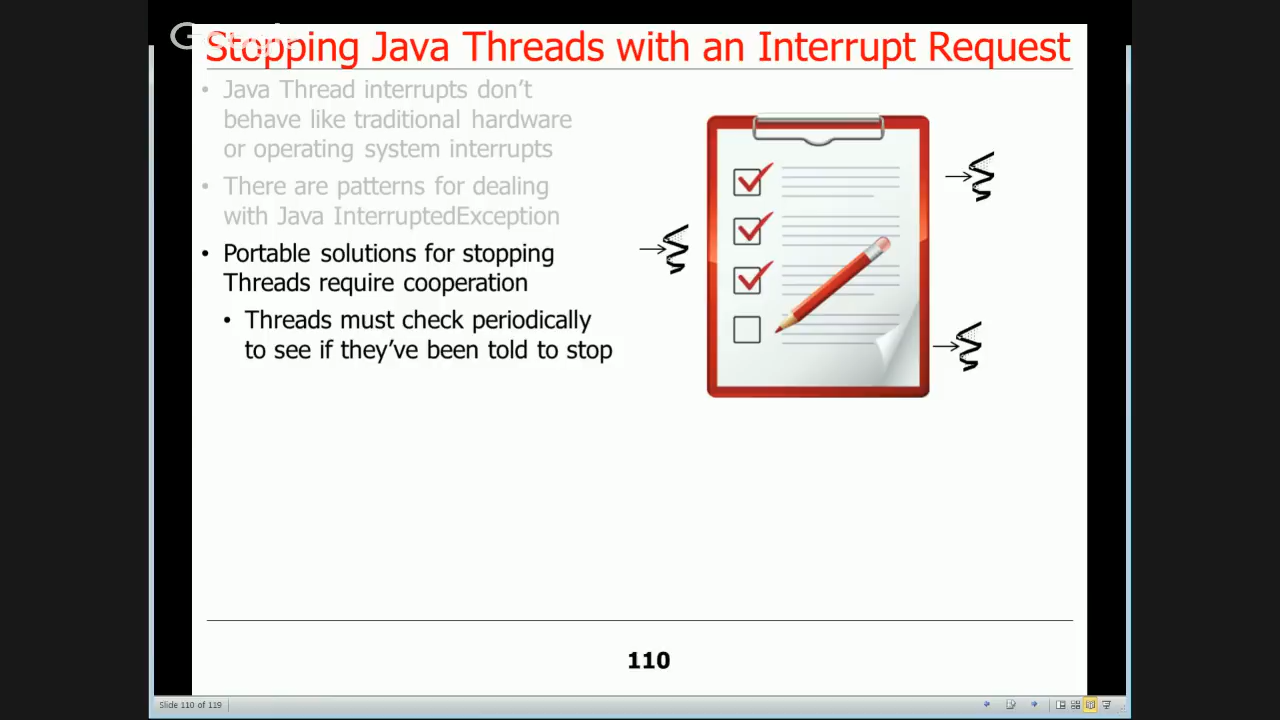 Google
Stopping Java Threads with an Interrupt Request
• Java Thread interrupts don't
behave like traditional hardware
or operating system interrupts
• There are patterns for dealing
with Java InterruptedException
• Portable solutions for stopping
Threads require cooperation
• Threads must check periodically
to see if they've been told to stop
110
Slide 110 of 119